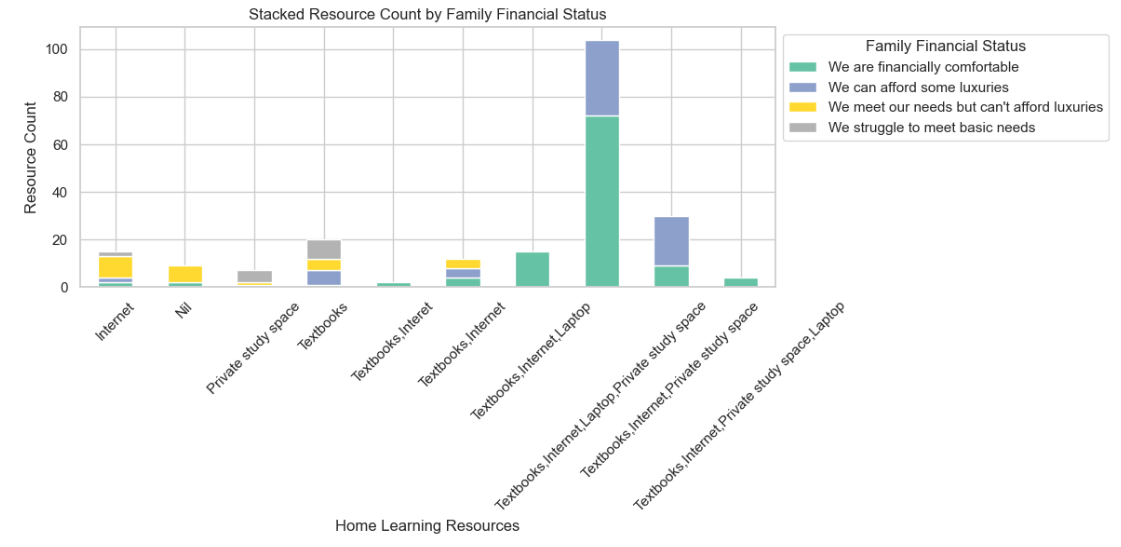 Stacked Resource Count by Family Financial Status
Resource Count
100
80
60
40
20
0
Internet
Nil
Private study space
Textbooks
Textbooks,Interet
Textbooks,Internet
Textbooks,Internet,Laptop
Textbooks,Internet,Laptop,Private study space
Textbooks,Internet,Private study space
Textbooks,Internet,Private study space,Laptop
Home Learning Resources
Family Financial Status
We are financially comfortable
We can afford some luxuries
We meet our needs but can't afford luxuries
We struggle to meet basic needs